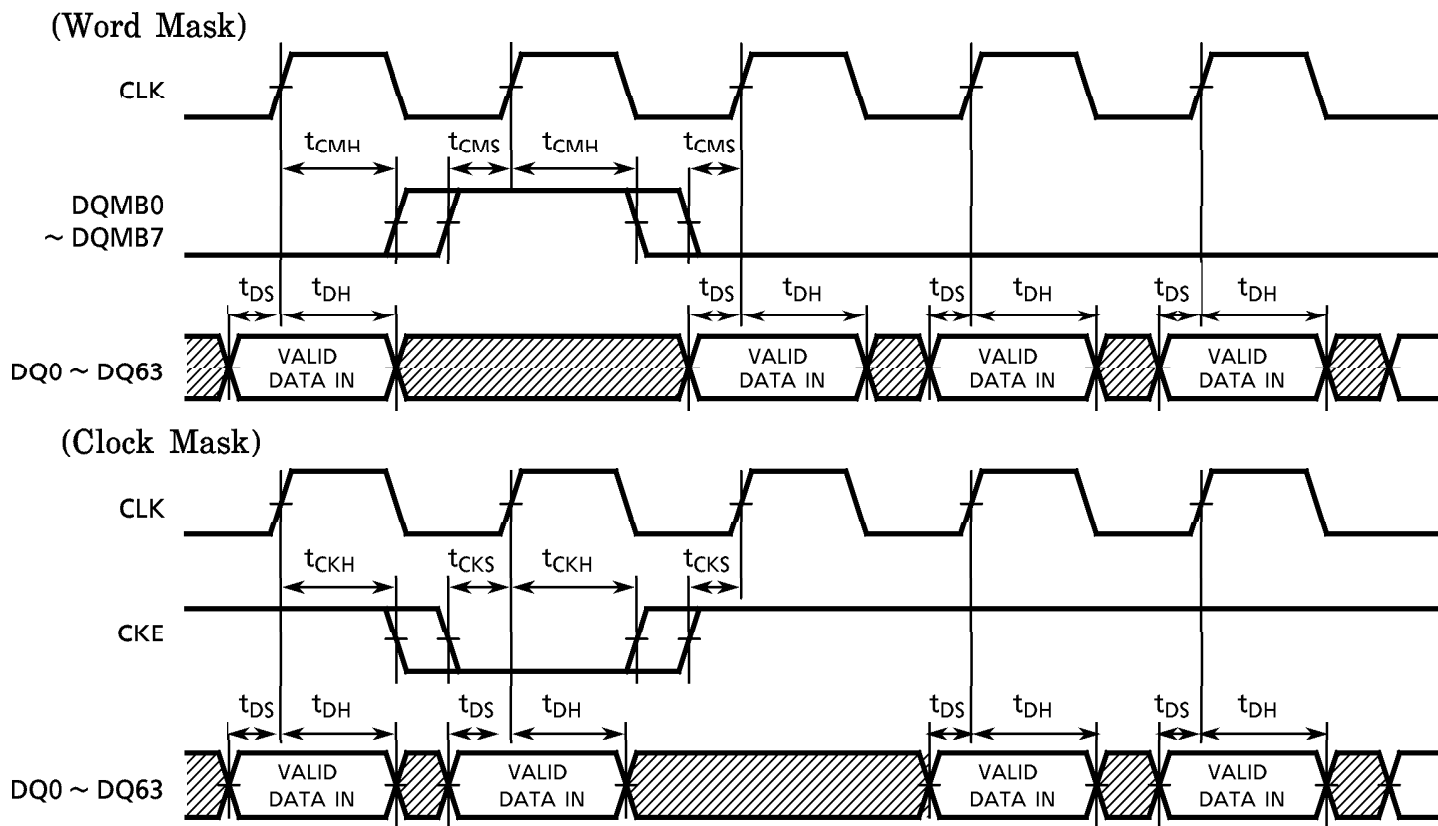 (Word Mask)
CLK
tCMH tCMS tCMH tCMS
DQMB0
~ DQMB7
tDS tDH tDS tDH tDS tDH tDS tDH
DQ0 ~ DQ63
VALID DATA IN
VALID DATA IN
VALID DATA IN
VALID DATA IN
(Clock Mask)
CLK
tCKH tCKS tCKH tCKS
CKE
tDS tDH tDS tDH tDS tDH tDS tDH
DQ0 ~ DQ63
VALID DATA IN
VALID DATA IN
VALID DATA IN
VALID DATA IN